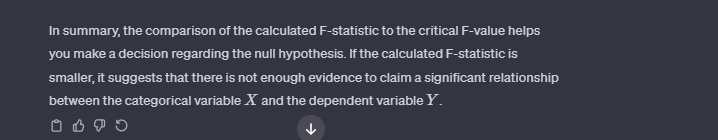 In summary, the comparison of the calculated F-statistic to the critical F-value helps
you make a decision regarding the null hypothesis. If the calculated F-statistic is
smaller, it suggests that there is not enough evidence to claim a significant relationship
between the categorical variable X and the dependent variable Y.